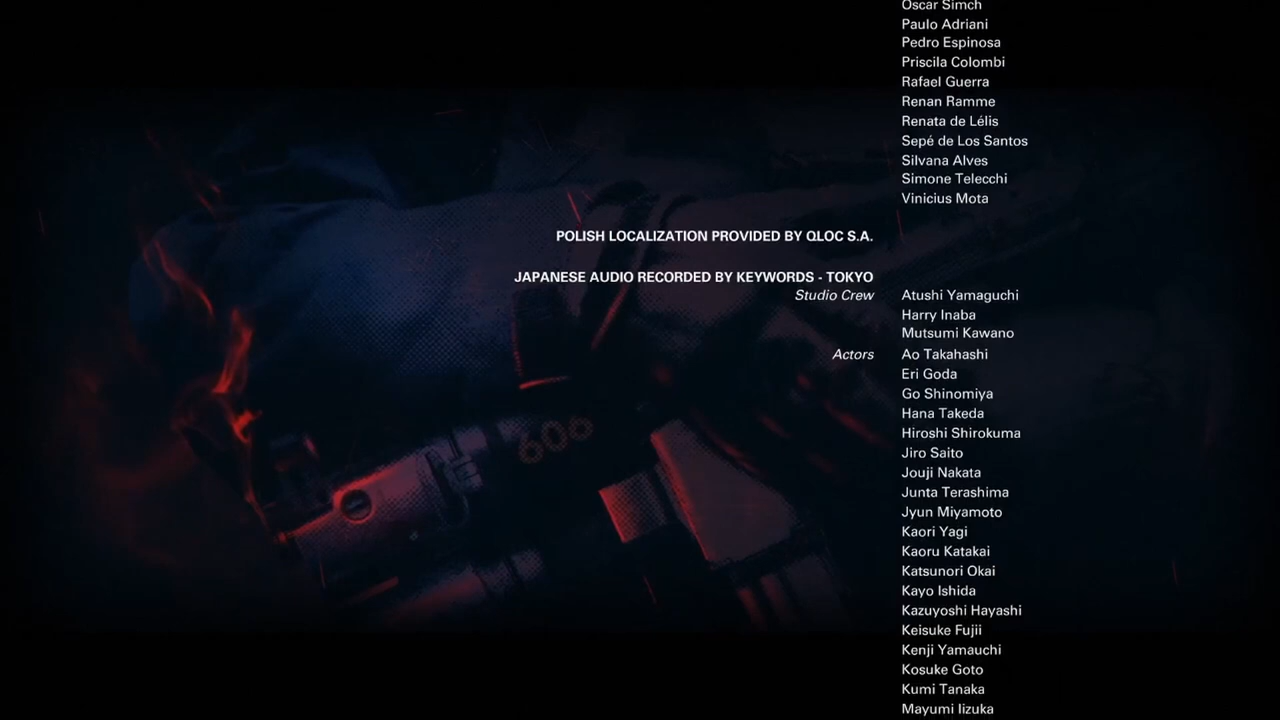 Oscar Simch
Paulo Adriani
Pedro Espinosa
Priscila Colombi
Rafael Guerra
Renan Ramme
Renata de Lélis
Sepé de Los Santos
Silvana Alves
Simone Telecchi
Vinicius Mota
POLISH LOCALIZATION PROVIDED BY QLOC S.A.
JAPANESE AUDIO RECORDED BY KEYWORDS - TOKYO
Studio Crew Atushi Yamaguchi
Harry Inaba
Mutsumi Kawano
Actors Ao Takahashi
Eri Goda
Go Shinomiya
Hana Takeda
Hiroshi Shirokuma
Jiro Saito
Jouji Nakata
Junta Terashima
Jyun Miyamoto
Kaori Yagi
Kaoru Katakai
Katsunori Okai
Kayo Ishida
Kazuyoshi Hayashi
Keisuke Fujii
Kenji Yamauchi
Kosuke Goto
Kumi Tanaka
Mayumi Iizuka
606